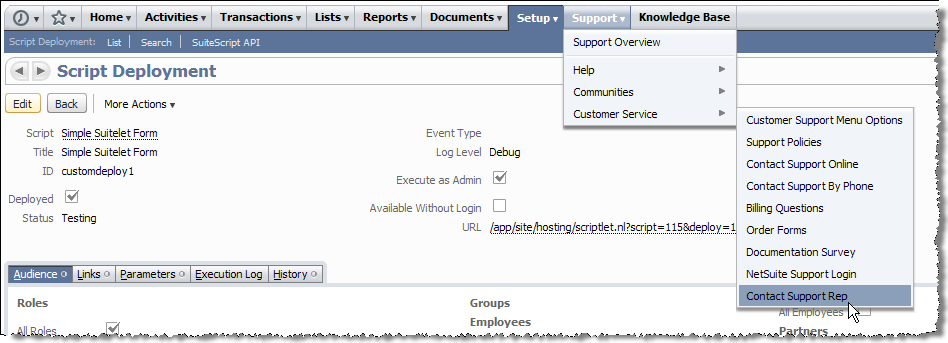 Home Activities Transactions Lists Reports Documents Setup Support Knowledge Base
Script Deployment: List Search SuiteScript API
Support Overview
Script Deployment
Help
Communities
Customer Service
Edit Back More Actions
Customer Support Menu Options
Support Policies
Contact Support Online
Contact Support By Phone
Billing Questions
Order Forms
Documentation Survey
NetSuite Support Login
Contact Support Rep
Script Simple Suitelet Form
Title Simple Suitelet Form
ID customdeploy1
Deployed
Status Testing
Event Type
Log Level Debug
Execute as Admin
Available Without Login
URL /app/site/hosting/scriptlet.nl?script=115&deploy=1
Audience Links Parameters Execution Log History
Roles
All Roles
Groups
Employees
All Employees
Partners